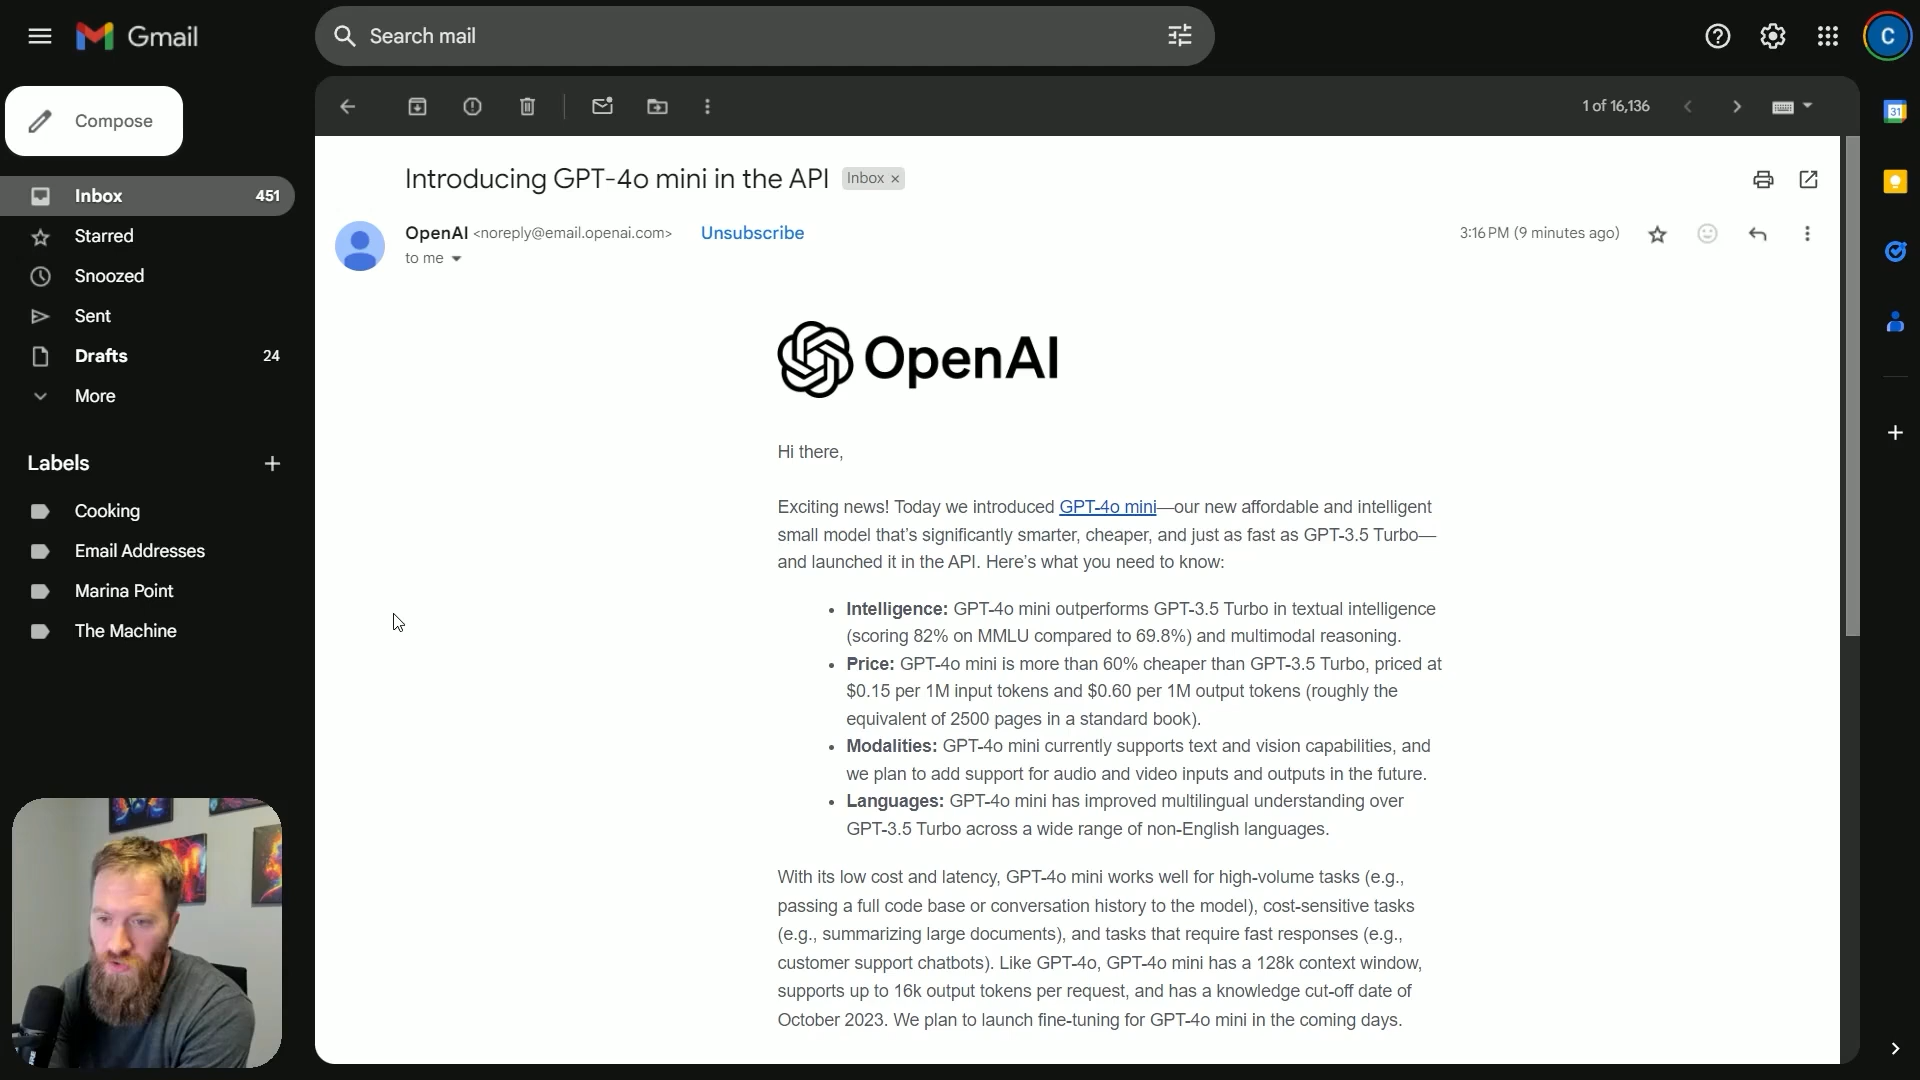 Gmail
Search mail
C
Compose
1 of 16,136
31
Inbox 451
Starred
Snoozed
Sent
Drafts 24
More
Labels
Cooking
Email Addresses
Marina Point
The Machine
Introducing GPT-4o mini in the API Inbox ×
OpenAI <noreply@email.openai.com> Unsubscribe
3:16 PM (9 minutes ago)
to me
OpenAI
Hi there,
Exciting news! Today we introduced GPT-4o mini—our new affordable and intelligent
small model that’s significantly smarter, cheaper, and just as fast as GPT-3.5 Turbo—
and launched it in the API. Here’s what you need to know:
• Intelligence: GPT-4o mini outperforms GPT-3.5 Turbo in textual intelligence
(scoring 82% on MMLU compared to 69.8%) and multimodal reasoning.
• Price: GPT-4o mini is more than 60% cheaper than GPT-3.5 Turbo, priced at
$0.15 per 1M input tokens and $0.60 per 1M output tokens (roughly the
equivalent of 2500 pages in a standard book).
• Modalities: GPT-4o mini currently supports text and vision capabilities, and
we plan to add support for audio and video inputs and outputs in the future.
• Languages: GPT-4o mini has improved multilingual understanding over
GPT-3.5 Turbo across a wide range of non-English languages.
With its low cost and latency, GPT-4o mini works well for high-volume tasks (e.g.,
passing a full code base or conversation history to the model), cost-sensitive tasks
(e.g., summarizing large documents), and tasks that require fast responses (e.g.,
customer support chatbots). Like GPT-4o, GPT-4o mini has a 128k context window,
supports up to 16k output tokens per request, and has a knowledge cut-off date of
October 2023. We plan to launch fine-tuning for GPT-4o mini in the coming days.